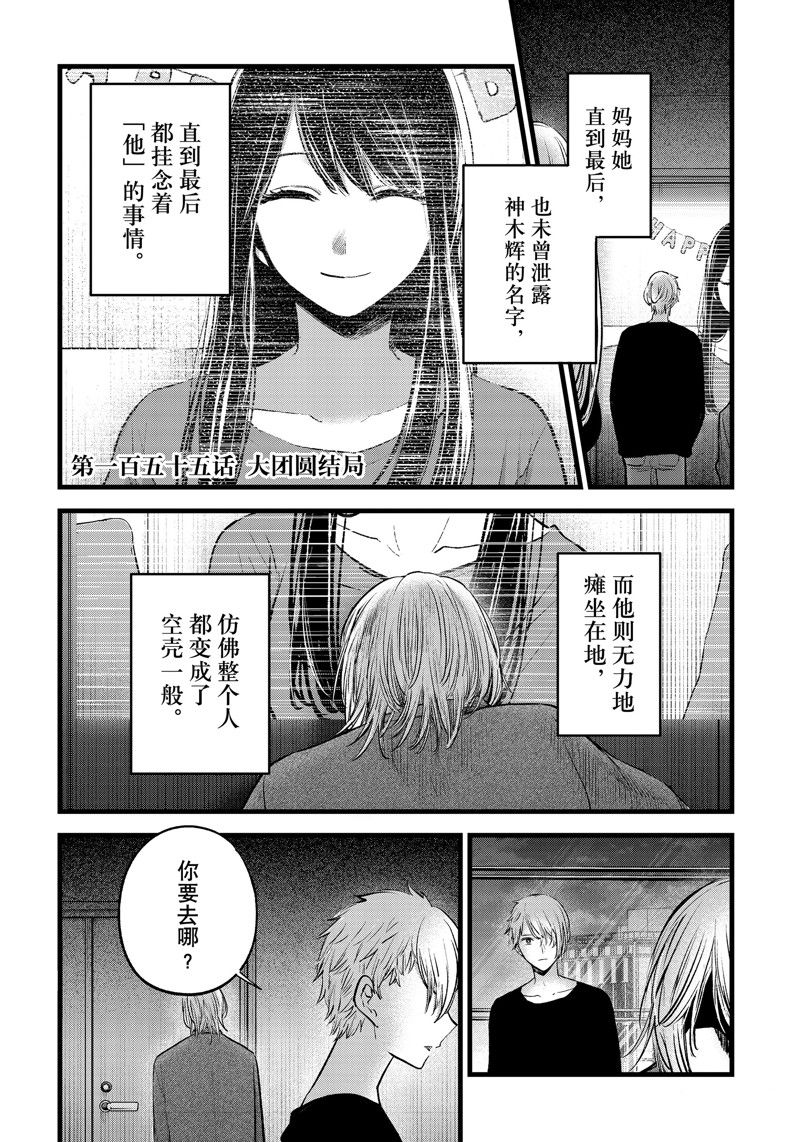 妈妈她
直到最后，
也未曾泄露
神木辉的名字，
HAPP
直到最后
都挂念着
「他」的事情。
第一百五十五话 大团圆结局
而他则无力地
瘫坐在地，
仿佛整个人
都变成了
空壳一般。
你要去哪？